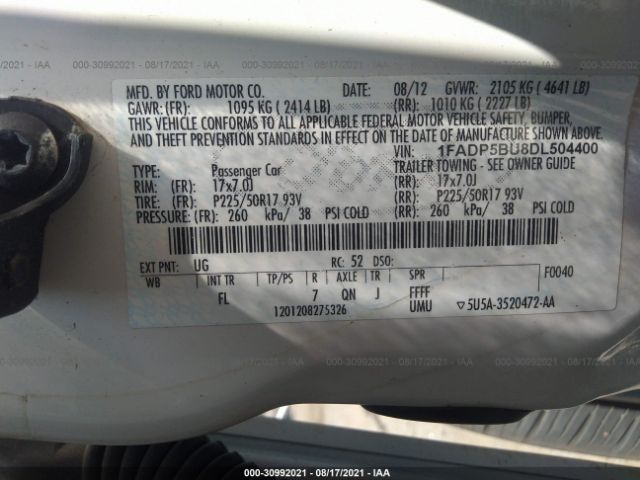 000-30992021 - 08/17/2021 - IAA
MFD. BY FORD MOTOR CO. DATE: 08/12 GVWR: 2105 KG ( 4641 LB)
GAWR: (FR): 1095 KG ( 2414 LB) (RR): 1010 KG ( 2227 LB)
THIS VEHICLE CONFORMS TO ALL APPLICABLE FEDERAL MOTOR VEHICLE SAFETY, BUMPER,
AND THEFT PREVENTION STANDARDS IN EFFECT ON THE DATE OF MANUFACTURE SHOWN ABOVE.
VIN: 1FADP5BU8DL504400
TYPE: Passenger Car TRAILER TOWING - SEE OWNER GUIDE
RIM: (FR): 17x7.0J (RR): 17x7.0J
TIRE: (FR): P225/50R17 93V (RR): P225/50R17 93V
PRESSURE: (FR): 260 kPa/ 38 PSI COLD (RR): 260 kPa/ 38 PSI COLD
EXT PNT: UG RC: 52 DSO:
WB INT TR TP/PS R AXLE TR SPR F0040
FL 7 QN J FFFF
1201208275326 UMU ▽ 5U5A-3520472-AA
000-30992021 - 08/17/2021 - IAA